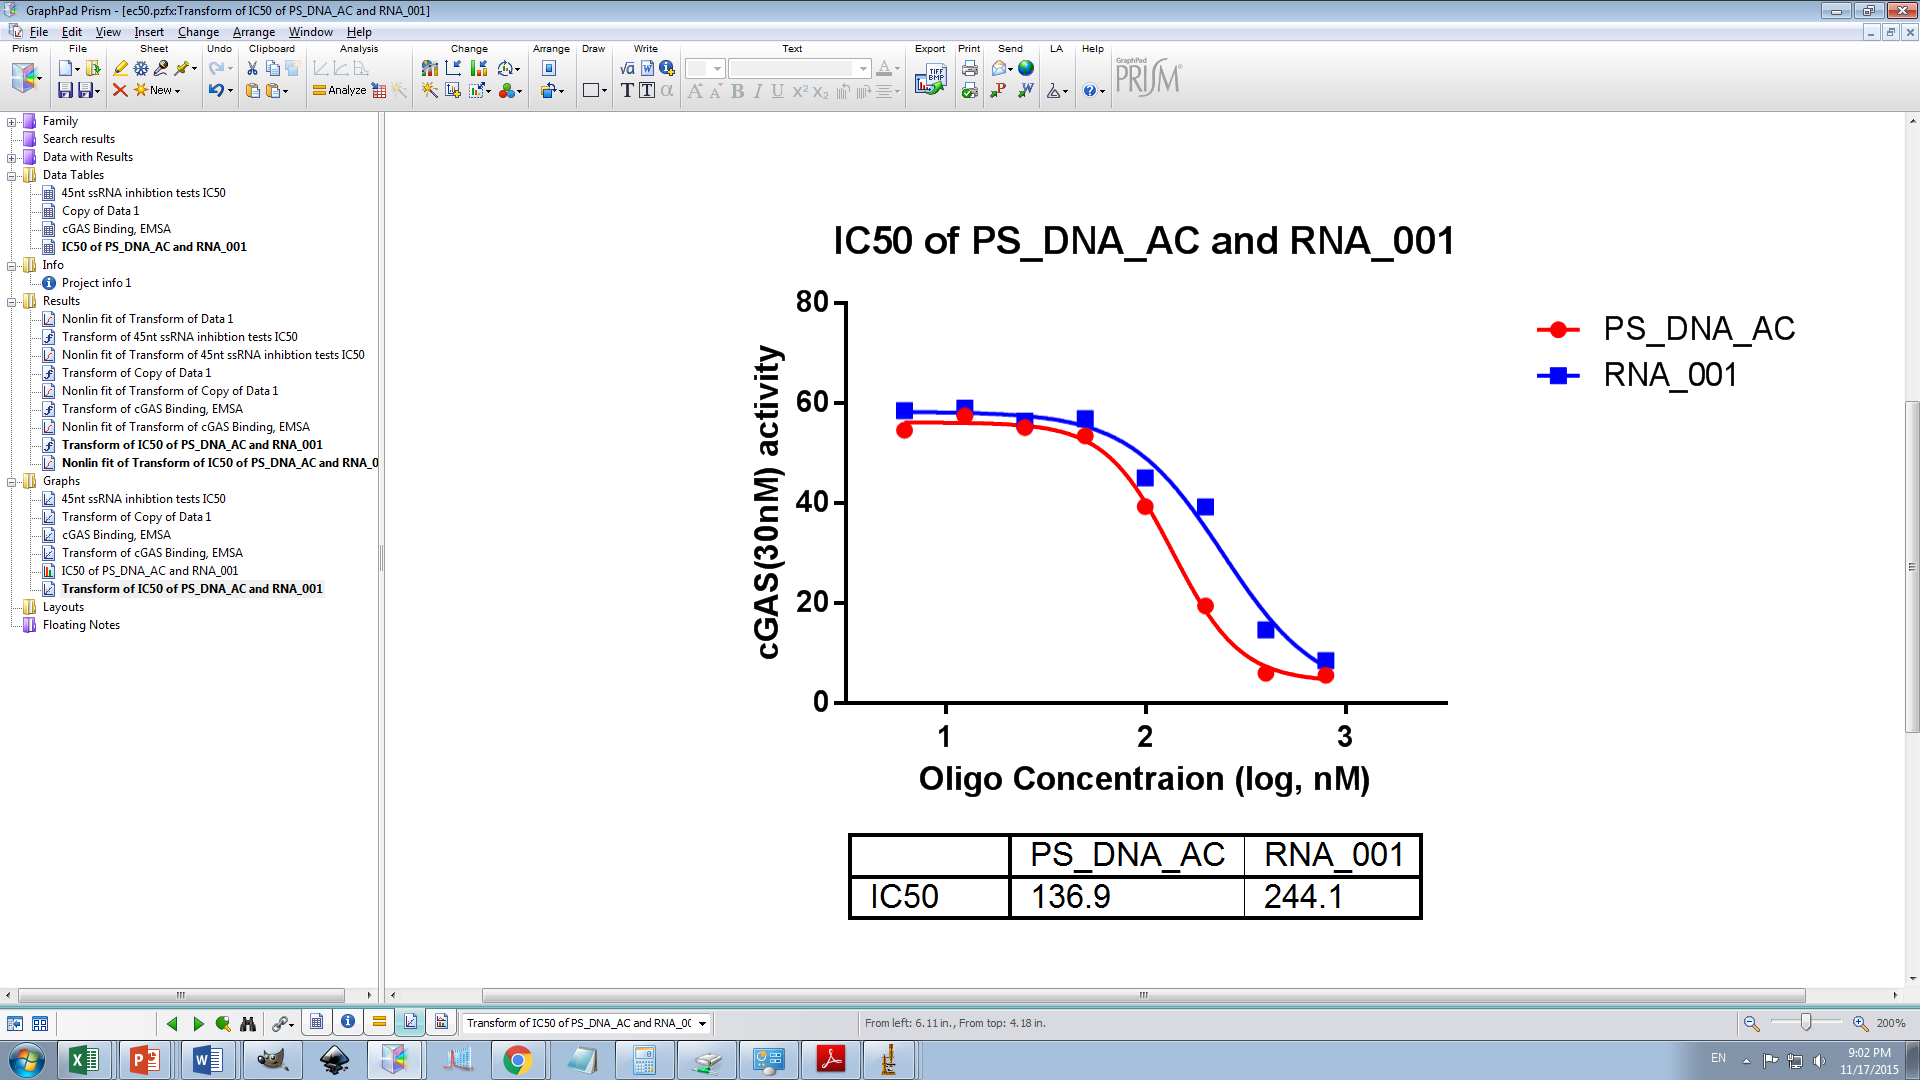 GraphPad Prism - [ec50.pzfx:Transform of IC50 of PS_DNA_AC and RNA_001]
File Edit View Insert Change Arrange Window Help
Prism File Sheet Undo Clipboard Analysis Change Arrange Draw Write Text Export Print Send LA Help
New
Analyze
GraphPad
PRISM
Family
Search results
Data with Results
Data Tables
45nt ssRNA inhibtion tests IC50
Copy of Data 1
cGAS Binding, EMSA
IC50 of PS_DNA_AC and RNA_001
Info
Project info 1
Results
Nonlin fit of Transform of Data 1
Transform of 45nt ssRNA inhibtion tests IC50
Nonlin fit of Transform of 45nt ssRNA inhibtion tests IC50
Transform of Copy of Data 1
Nonlin fit of Transform of Copy of Data 1
Transform of cGAS Binding, EMSA
Nonlin fit of Transform of cGAS Binding, EMSA
Transform of IC50 of PS_DNA_AC and RNA_001
Nonlin fit of Transform of IC50 of PS_DNA_AC and RNA_0
Graphs
45nt ssRNA inhibtion tests IC50
Transform of Copy of Data 1
cGAS Binding, EMSA
Transform of cGAS Binding, EMSA
IC50 of PS_DNA_AC and RNA_001
Transform of IC50 of PS_DNA_AC and RNA_001
Layouts
Floating Notes
IC50 of PS_DNA_AC and RNA_001
80
60
40
20
0
cGAS(30nM) activity
1 2 3
Oligo Concentraion (log, nM)
PS_DNA_AC
RNA_001
PS_DNA_AC RNA_001
IC50 136.9 244.1
Transform of IC50 of PS_DNA_AC and RNA_00
From left: 6.11 in., From top: 4.18 in.
200%
EN
9:02 PM
11/17/2015